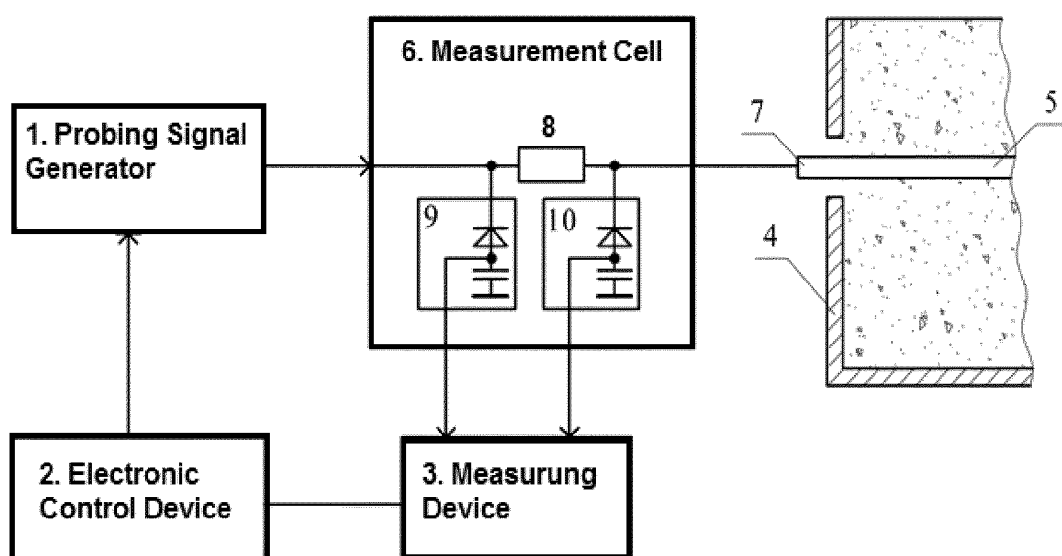 6. Measurement Cell
1. Probing Signal
Generator
8
7
5
9
10
4
2. Electronic
Control Device
3. Measurung
Device